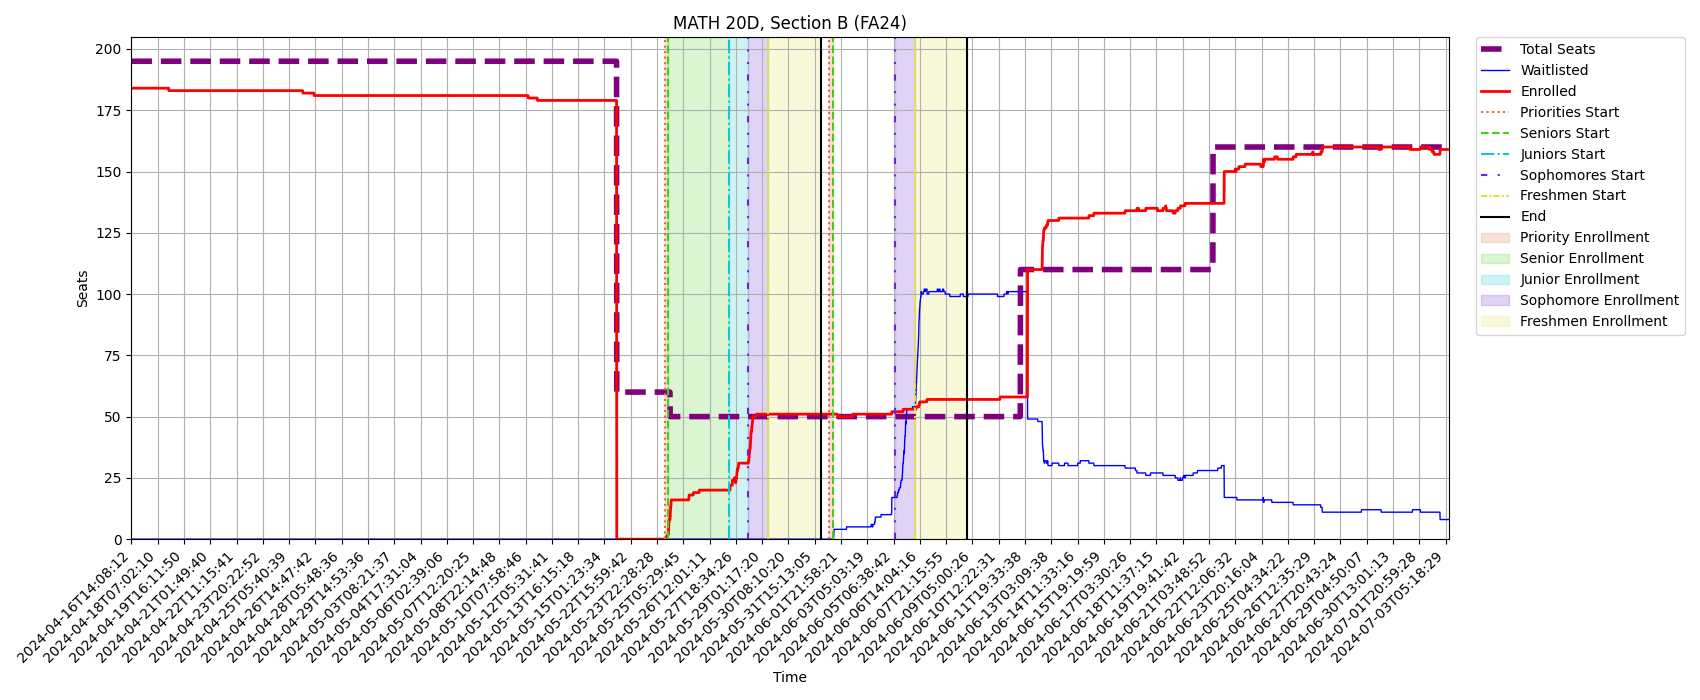 MATH 20D, Section B (FA24)
200
175
150
125
100
75
50
25
0
Seats
Total Seats
Waitlisted
Enrolled
Priorities Start
Seniors Start
Juniors Start
Sophomores Start
Freshmen Start
End
Priority Enrollment
Senior Enrollment
Junior Enrollment
Sophomore Enrollment
Freshmen Enrollment
2024-04-16T14:08:12
2024-04-18T07:02:10
2024-04-19T16:11:50
2024-04-21T01:49:40
2024-04-22T11:15:41
2024-04-23T20:22:52
2024-04-25T05:40:39
2024-04-26T14:47:42
2024-04-28T05:48:36
2024-04-29T14:53:36
2024-05-03T08:21:37
2024-05-04T17:31:04
2024-05-06T02:39:06
2024-05-07T12:20:25
2024-05-08T22:14:48
2024-05-10T07:58:46
2024-05-12T05:31:41
2024-05-13T16:15:18
2024-05-15T01:23:34
2024-05-22T15:59:42
2024-05-23T22:28:28
2024-05-25T05:29:45
2024-05-26T12:01:11
2024-05-27T18:34:20
2024-05-29T01:17:20
2024-05-30T08:10:20
2024-05-31T15:13:05
2024-06-01T21:58:21
2024-06-03T05:03:19
2024-06-05T06:38:42
2024-06-06T14:04:16
2024-06-07T21:15:55
2024-06-09T05:00:26
2024-06-10T12:22:31
2024-06-11T19:33:38
2024-06-13T03:09:38
2024-06-14T11:33:16
2024-06-15T19:19:59
2024-06-17T03:30:26
2024-06-18T11:37:15
2024-06-19T19:41:42
2024-06-21T03:48:52
2024-06-22T12:06:32
2024-06-23T20:16:04
2024-06-25T04:34:22
2024-06-26T12:35:29
2024-06-27T20:43:24
2024-06-29T04:50:07
2024-06-30T13:01:13
2024-07-01T20:59:28
2024-07-03T05:18:29
Time